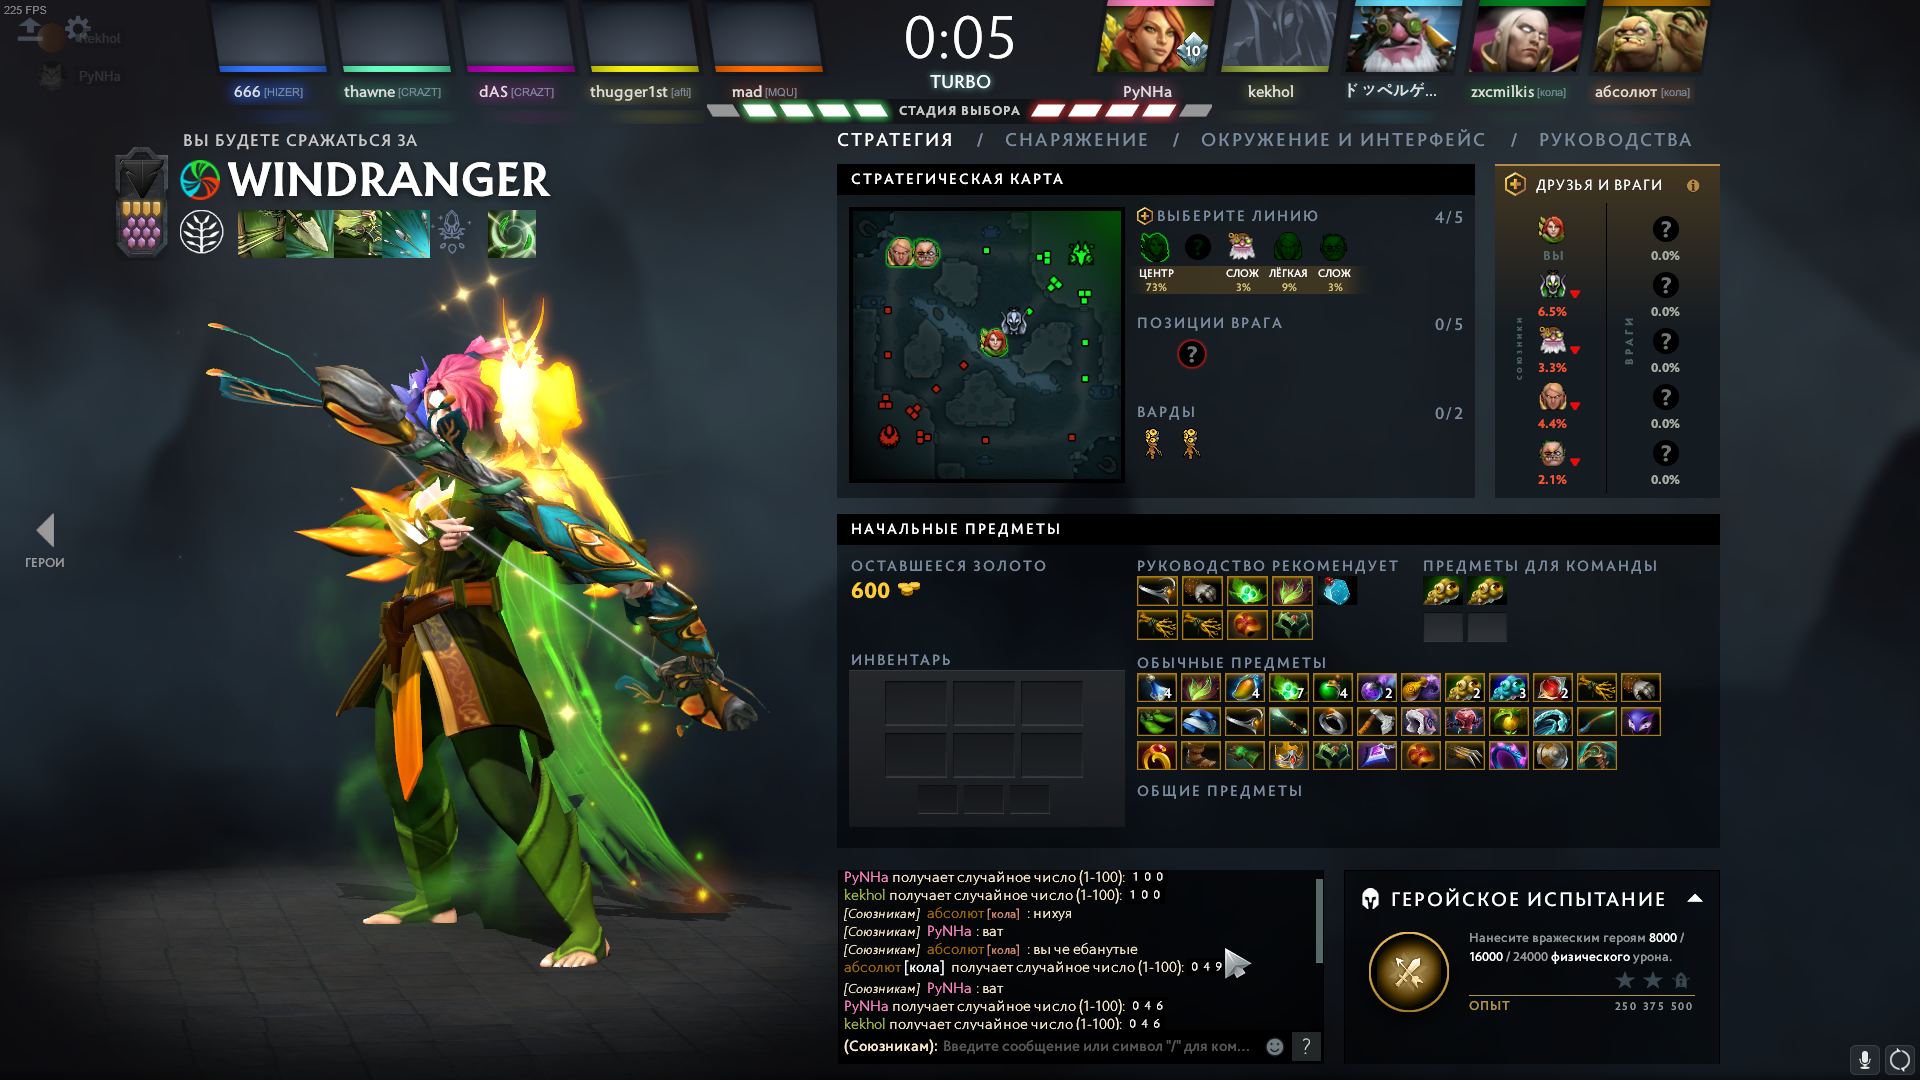 225 FPS
kekhol
PyNHa
666 [HIZER]
thawne [CRAZT]
dAS [CRAZT]
thugger1st [afti]
mad [MQU]
0:05
TURBO
СТАДИЯ ВЫБОРА
10
PyNHa
kekhol
ドッペルゲ...
zxcmilkis [кола]
абсолют [кола]
ВЫ БУДЕТЕ СРАЖАТЬСЯ ЗА
WINDRANGER
ГЕРОИ
СТРАТЕГИЯ / СНАРЯЖЕНИЕ / ОКРУЖЕНИЕ И ИНТЕРФЕЙС / РУКОВОДСТВА
СТРАТЕГИЧЕСКАЯ КАРТА
ВЫБЕРИТЕ ЛИНИЮ 4/5
?
ЦЕНТР СЛОЖ ЛЁГКАЯ СЛОЖ
73% 3% 9% 3%
ПОЗИЦИИ ВРАГА 0/5
?
ВАРДЫ 0/2
ДРУЗЬЯ И ВРАГИ
?
ВЫ 0.0%
?
6.5% 0.0%
СОЮЗНИКИ
ВРАГИ
?
3.3% 0.0%
?
4.4% 0.0%
?
2.1% 0.0%
НАЧАЛЬНЫЕ ПРЕДМЕТЫ
ОСТАВШЕЕСЯ ЗОЛОТО
600
ИНВЕНТАРЬ
РУКОВОДСТВО РЕКОМЕНДУЕТ
ПРЕДМЕТЫ ДЛЯ КОМАНДЫ
ОБЫЧНЫЕ ПРЕДМЕТЫ
4 4 7 4 2 2 3 2
ОБЩИЕ ПРЕДМЕТЫ
PyNHa получает случайное число (1-100): 1 0 0
kekhol получает случайное число (1-100): 1 0 0
[Союзникам] абсолют [кола] : нихуя
[Союзникам] PyNHa : ват
[Союзникам] абсолют [кола] : вы че ебанутые
абсолют [кола] получает случайное число (1-100): 0 4 9
[Союзникам] PyNHa : ват
PyNHa получает случайное число (1-100): 0 4 6
kekhol получает случайное число (1-100): 0 4 6
(Союзникам): Введите сообщение или символ "/" для ком...
?
ГЕРОЙСКОЕ ИСПЫТАНИЕ
Нанесите вражеским героям 8000 /
16000 / 24000 физического урона.
ОПЫТ 250 375 500